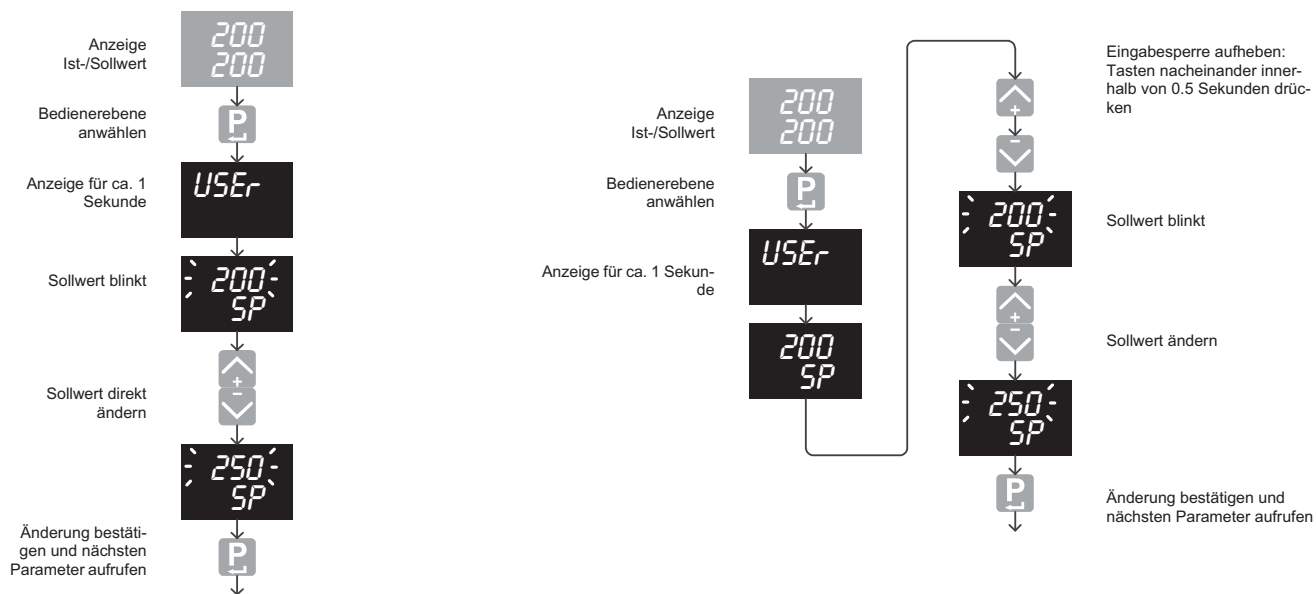 Anzeige
Ist-/Sollwert
200
200
Bedienerebene
anwählen
P
Anzeige für ca. 1
Sekunde
USEr
Sollwert blinkt
200
SP
Sollwert direkt
ändern
+
−
250
SP
Änderung bestäti-
gen und nächsten
Parameter aufrufen
P
Anzeige
Ist-/Sollwert
200
200
Bedienerebene
anwählen
P
Anzeige für ca. 1 Sekun-
de
USEr
200
SP
Eingabesperre aufheben:
Tasten nacheinander inner-
halb von 0.5 Sekunden drüc-
ken
+
−
200
SP
Sollwert blinkt
+
−
Sollwert ändern
250
SP
P
Änderung bestätigen und
nächsten Parameter aufrufen